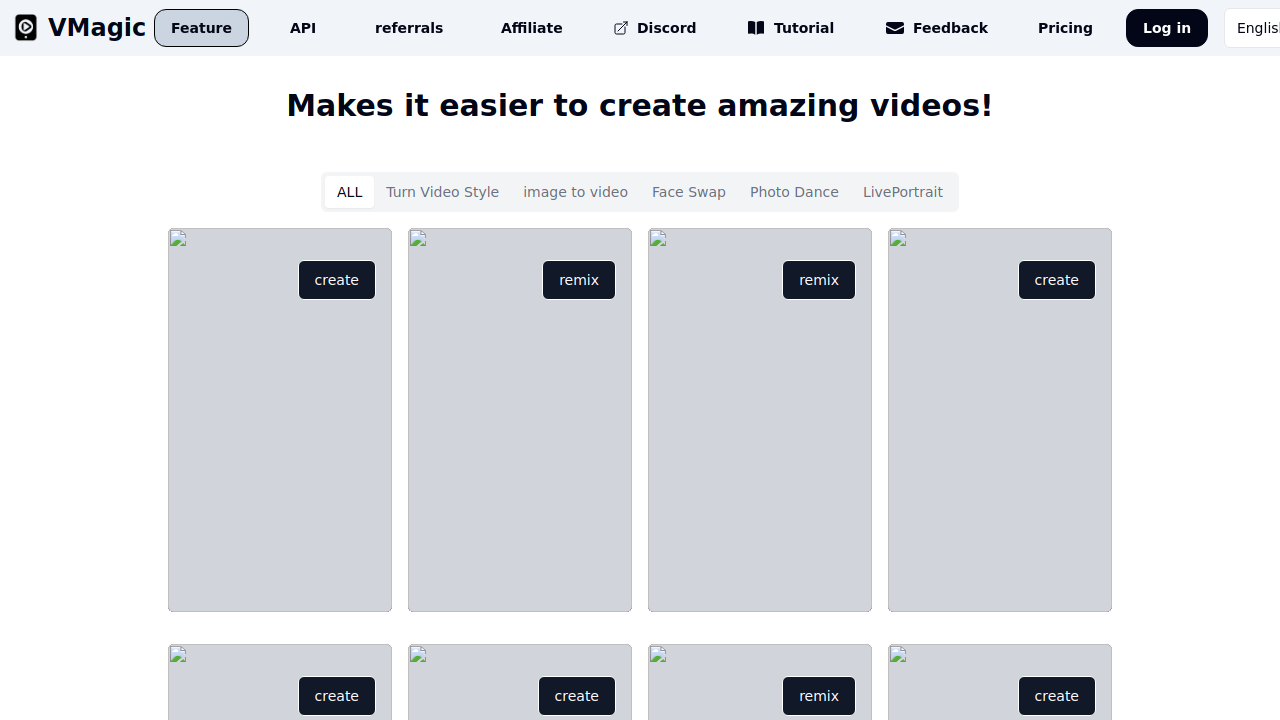 VMagic Feature API referrals Affiliate Discord Tutorial Feedback Pricing Log in
Makes it easier to create amazing videos!
ALL Turn Video Style image to video Face Swap Photo Dance LivePortrait
create remix remix create
create create remix create